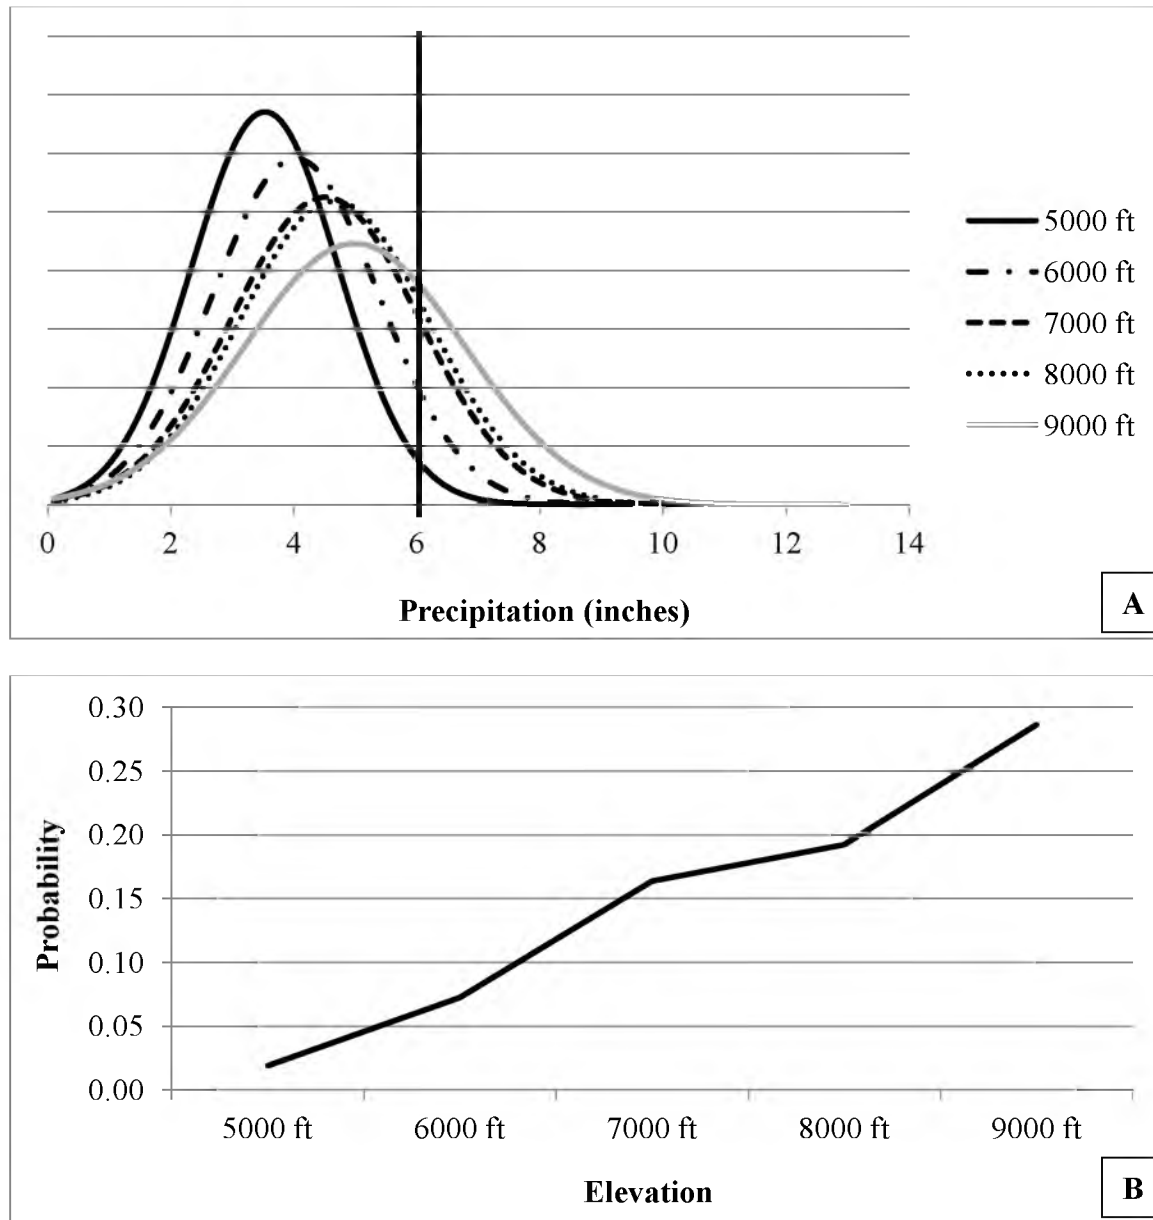 5000 ft
6000 ft
7000 ft
8000 ft
9000 ft
0 2 4 6 8 10 12 14
Precipitation (inches)
A
0.30
0.25
0.20
0.15
0.10
0.05
0.00
Probability
5000 ft 6000 ft 7000 ft 8000 ft 9000 ft
Elevation
B